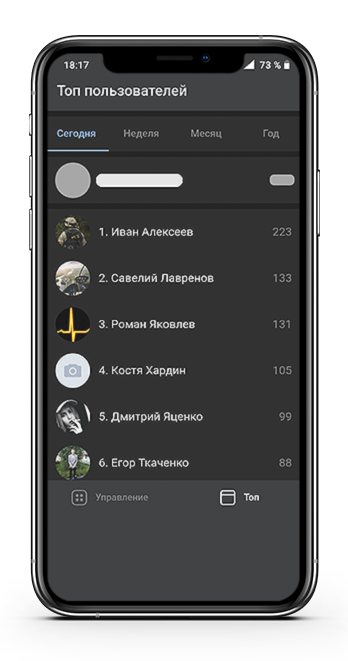 18:17
73 %
Топ пользователей
Сегодня Неделя Месяц Год
1. Иван Алексеев 223
2. Савелий Лавренов 133
3. Роман Яковлев 131
4. Костя Хардин 105
5. Дмитрий Яценко 99
6. Егор Ткаченко 88
Управление Топ